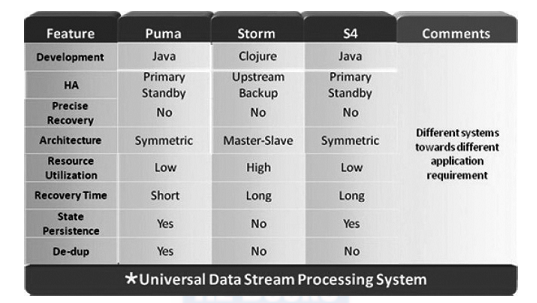 Feature Puma Storm S4 Comments
Development Java Clojure Java
HA Primary Standby Upstream Backup Primary Standby
Precise Recovery No No No
Architecture Symmetric Master-Slave Symmetric
Resource Utilization Low High Low
Recovery Time Short Long Long
State Persistence Yes No Yes
De-dup Yes No No
Different systems
towards different
application
requirement
*Universal Data Stream Processing System